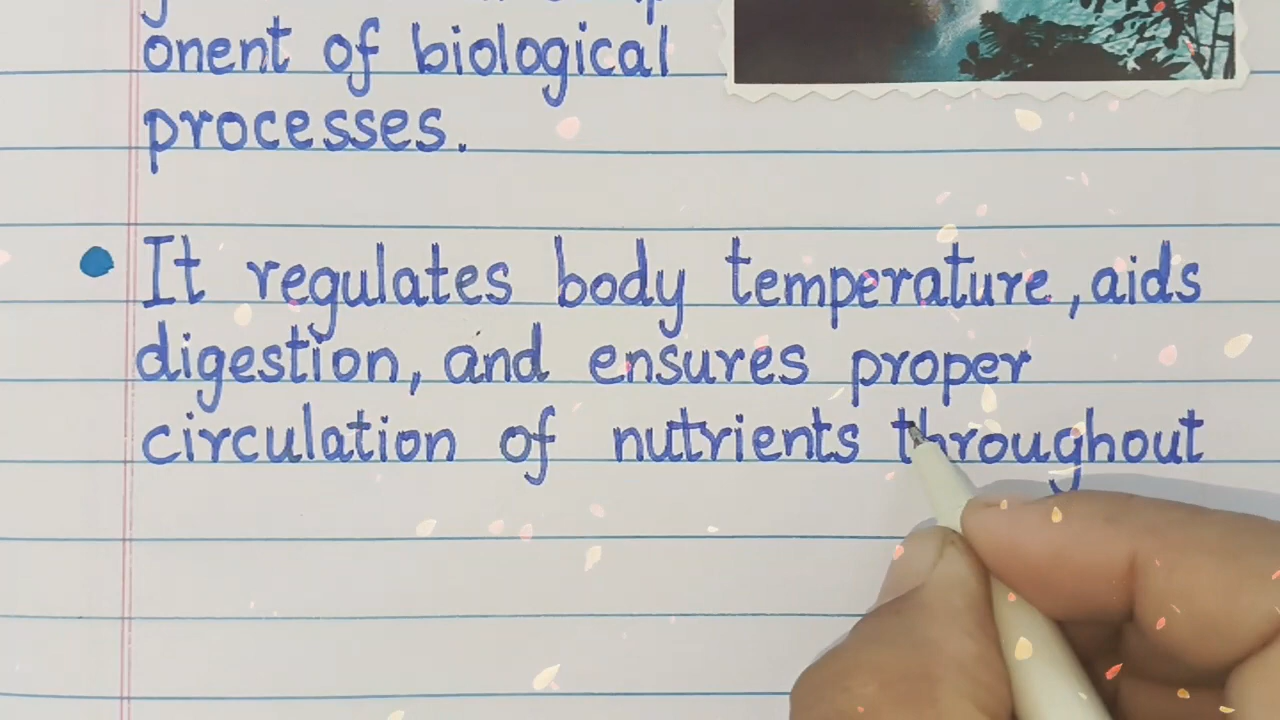 onent of biological
processes.
It regulates body temperature, aids
digestion, and ensures proper
circulation of nutrients throughout